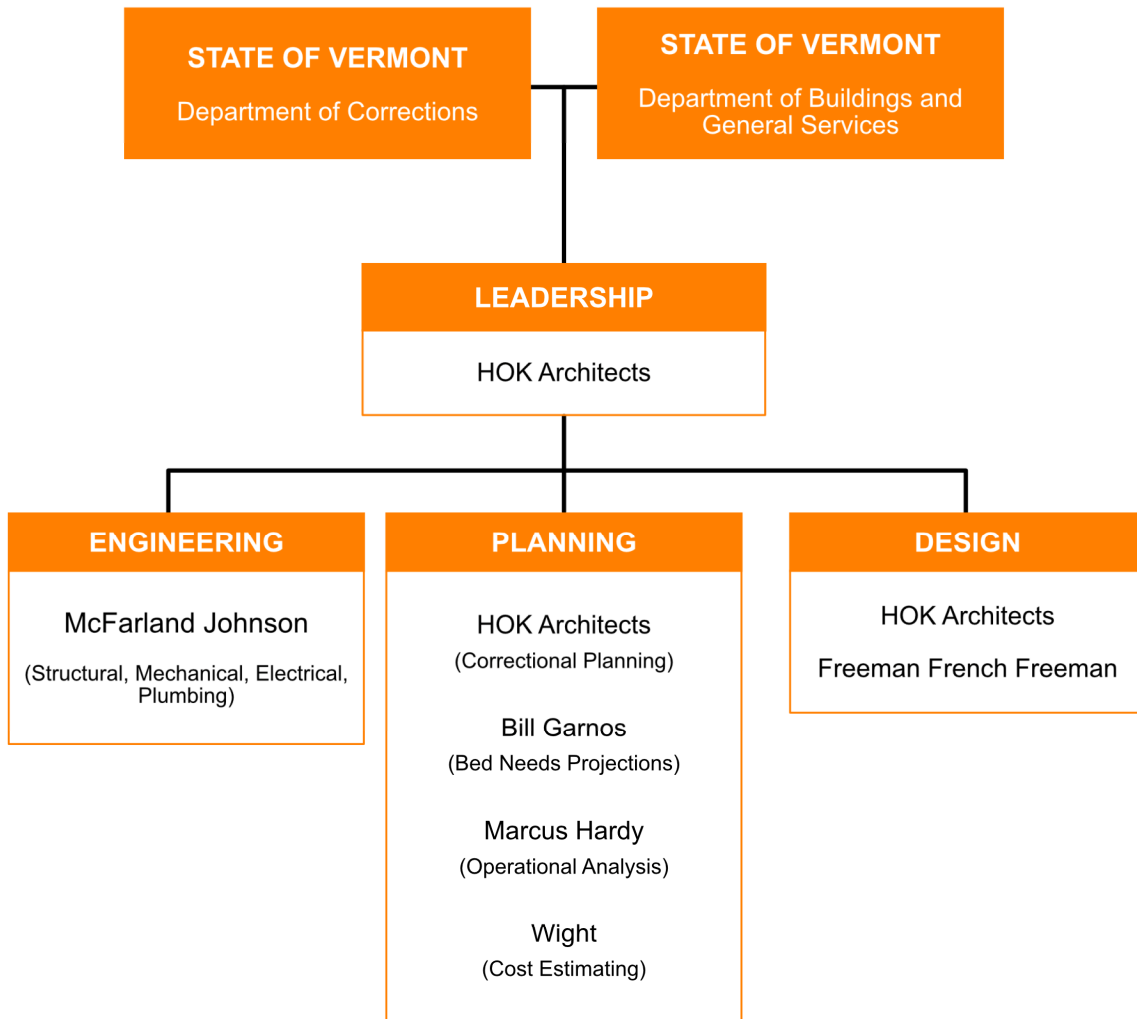 STATE OF VERMONT
Department of Corrections
STATE OF VERMONT
Department of Buildings and
General Services
LEADERSHIP
HOK Architects
ENGINEERING
McFarland Johnson
(Structural, Mechanical, Electrical,
Plumbing)
PLANNING
HOK Architects
(Correctional Planning)
Bill Garnos
(Bed Needs Projections)
Marcus Hardy
(Operational Analysis)
Wight
(Cost Estimating)
DESIGN
HOK Architects
Freeman French Freeman